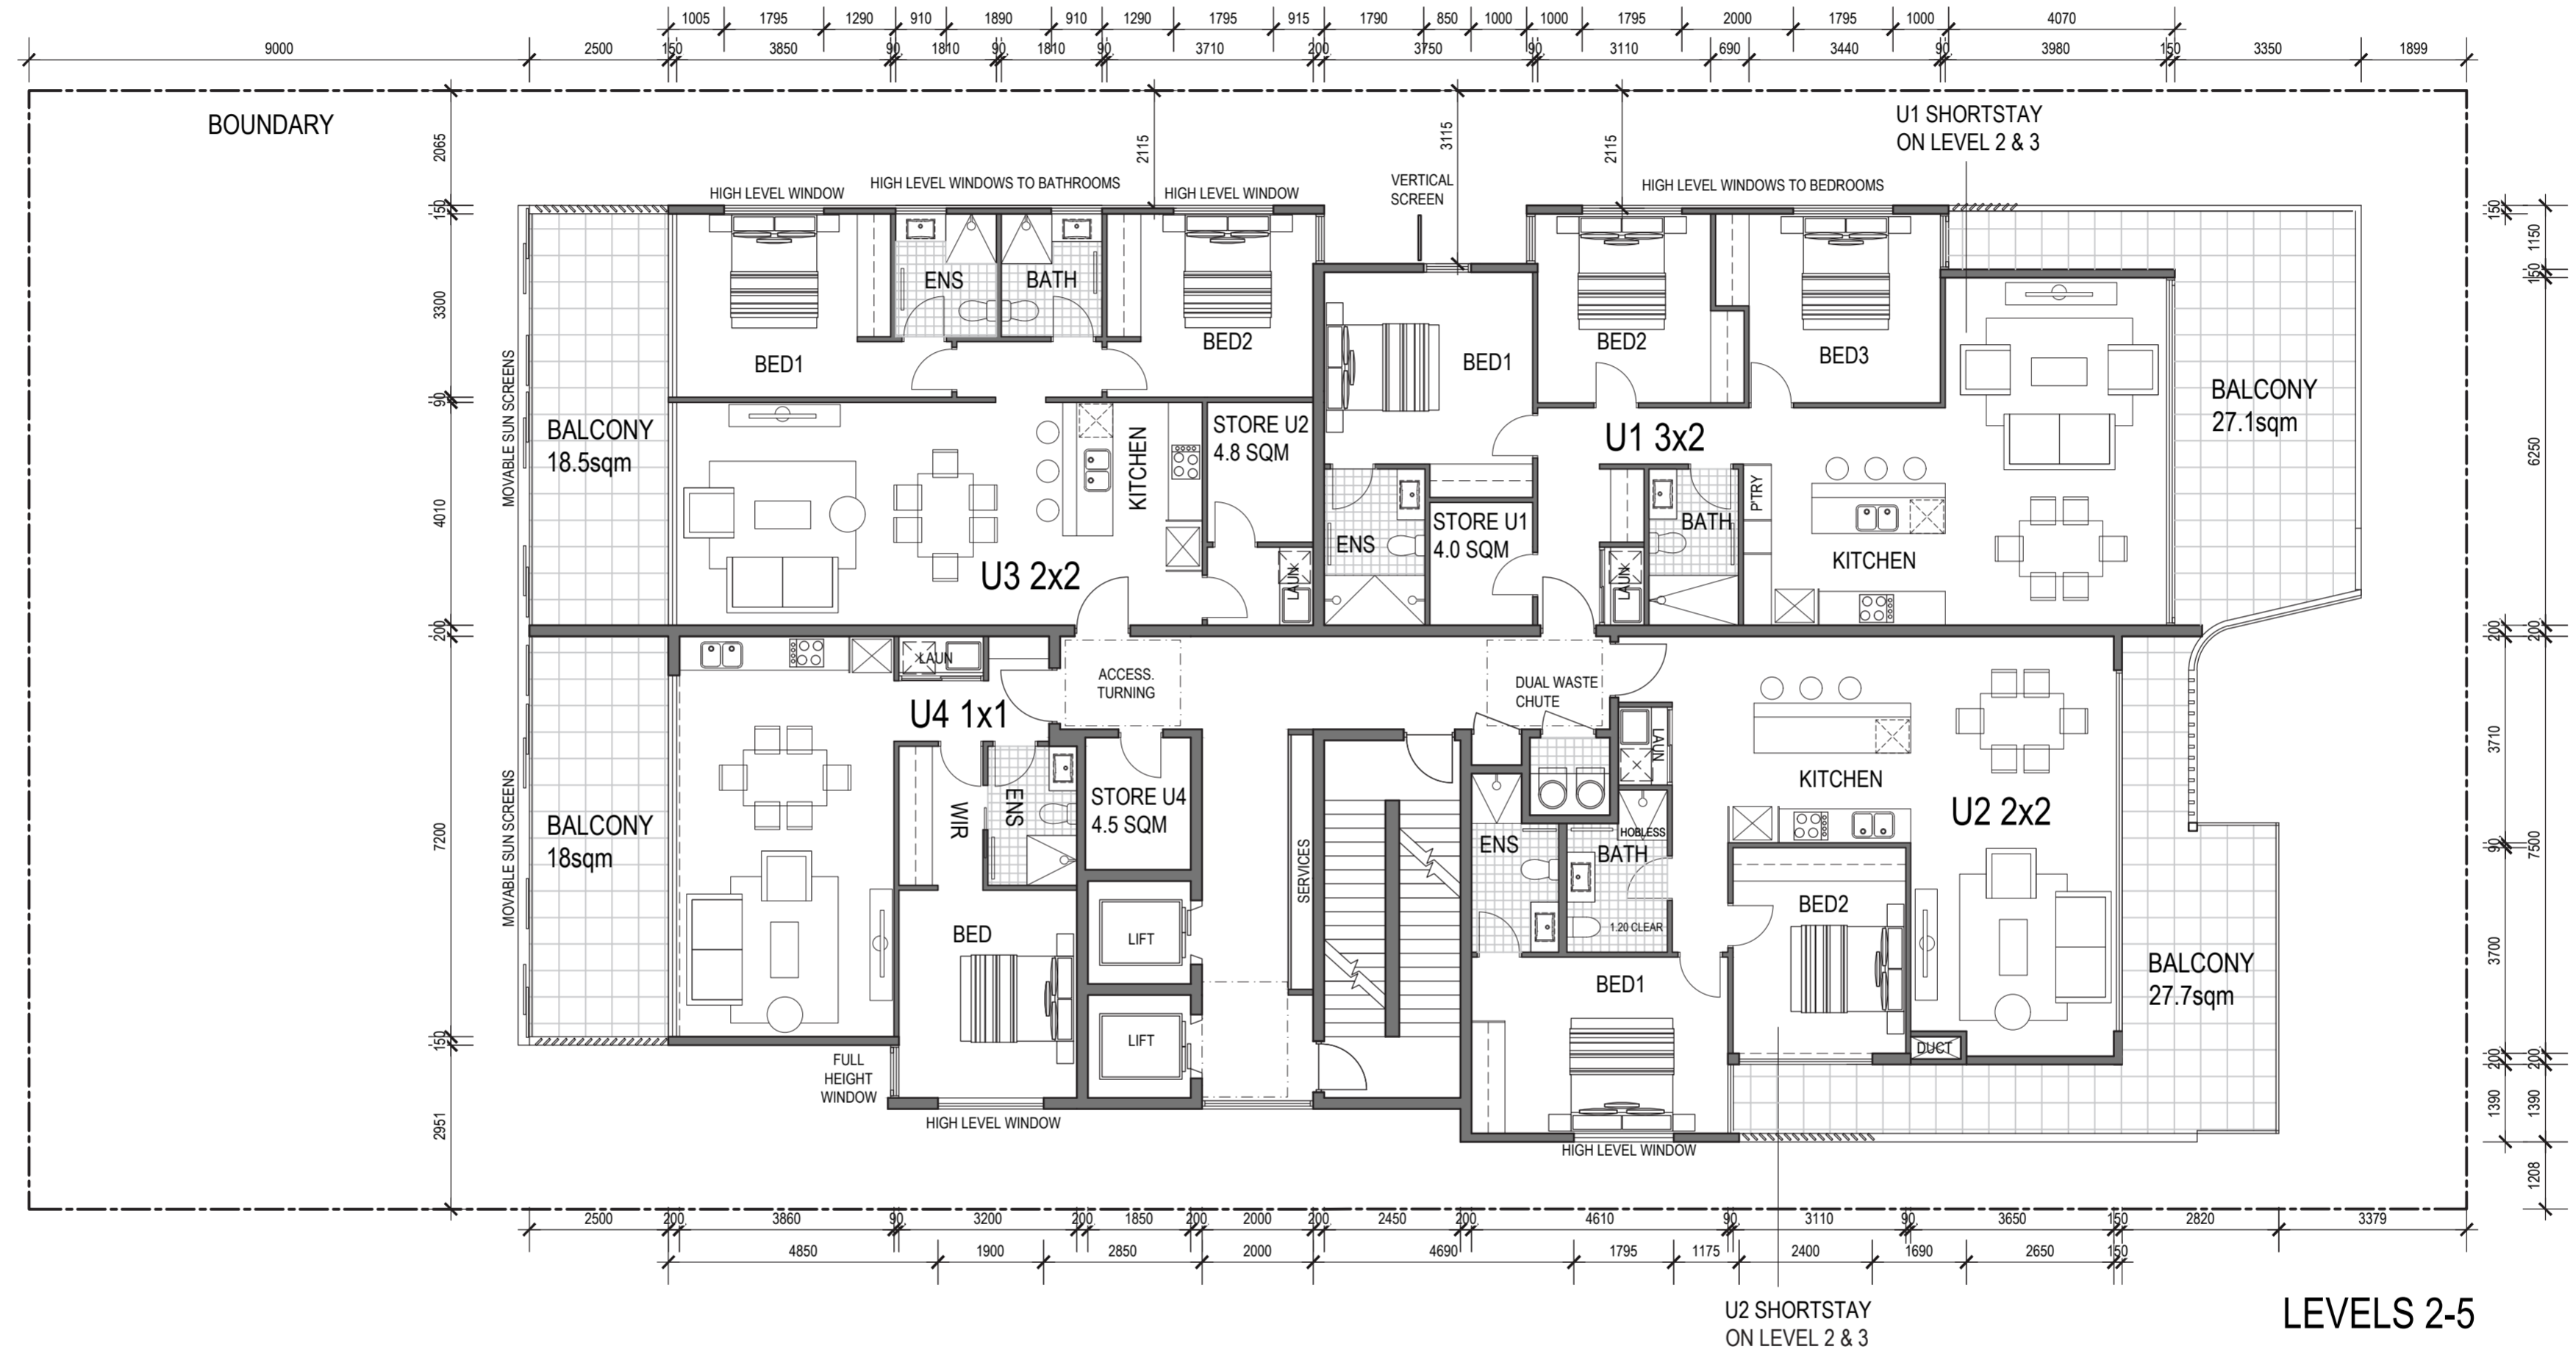 1005 1795 1290 910 1890 910 1290 1795 915 1790 850 1000 1000 1795 2000 1795 1000 4070
9000 2500 150 3850 90 1810 90 1810 90 3710 200 3750 90 3110 690 3440 90 3980 150 3350 1899
BOUNDARY
U1 SHORTSTAY
ON LEVEL 2 & 3
2065
2115
3115
2115
HIGH LEVEL WINDOW
HIGH LEVEL WINDOWS TO BATHROOMS
HIGH LEVEL WINDOW
VERTICAL
SCREEN
HIGH LEVEL WINDOWS TO BEDROOMS
150
3300
90
4010
200
7200
150
2951
MOVABLE SUN SCREENS
MOVABLE SUN SCREENS
BALCONY
18.5sqm
BED1
ENS
BATH
BED2
KITCHEN
STORE U2
4.8 SQM
LAUN
U3 2x2
BED1
ENS
STORE U1
4.0 SQM
BED2
BED3
U1 3x2
LAUN
BATH
P'TRY
KITCHEN
BALCONY
27.1sqm
150
150
1150
150
6250
200
200
3710
90
7500
3700
200
200
1390
1390
1208
BALCONY
18sqm
LAUN
U4 1x1
WIR
ENS
BED
ACCESS.
TURNING
STORE U4
4.5 SQM
LIFT
LIFT
SERVICES
DUAL WASTE
CHUTE
LAUN
ENS
HOBLESS
BATH
1.20 CLEAR
BED1
KITCHEN
U2 2x2
BED2
DUCT
BALCONY
27.7sqm
FULL
HEIGHT
WINDOW
HIGH LEVEL WINDOW
HIGH LEVEL WINDOW
2500 200 3860 90 3200 200 1850 200 2000 200 2450 200 4610 90 3110 90 3650 150 2820 3379
4850 1900 2850 2000 4690 1795 1175 2400 1690 2650 150
U2 SHORTSTAY
ON LEVEL 2 & 3
LEVELS 2-5